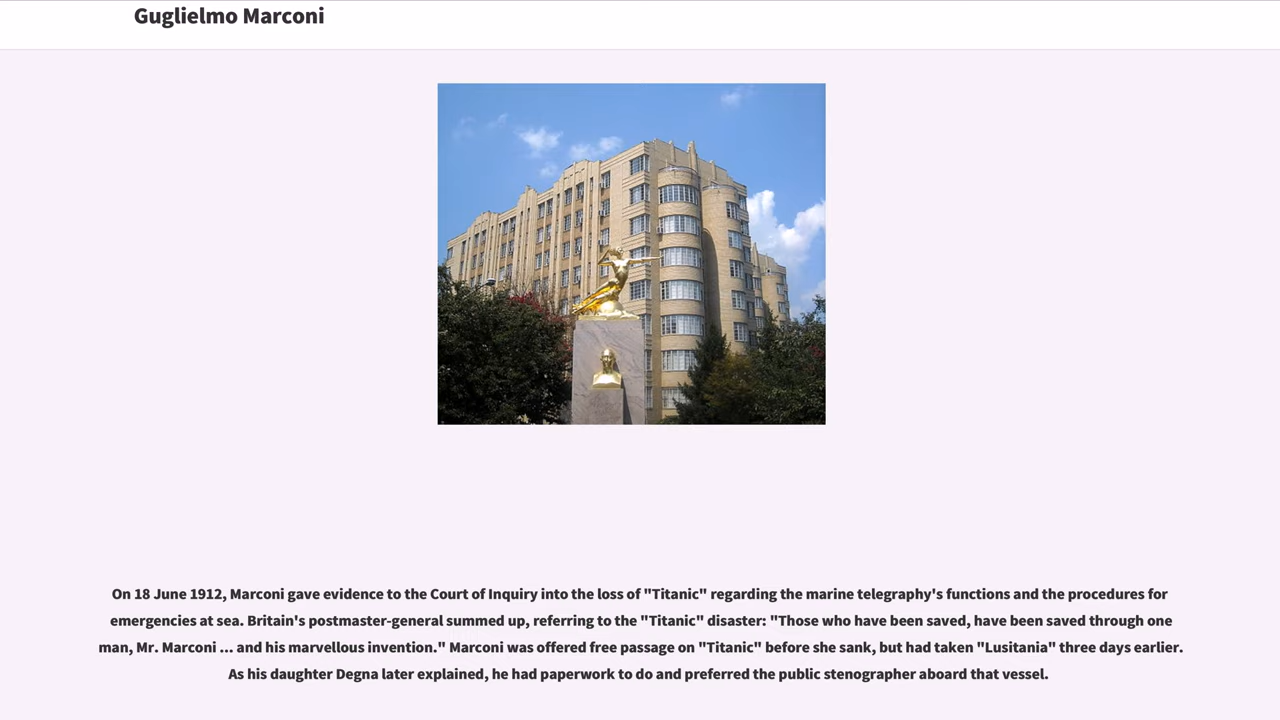 Guglielmo Marconi
On 18 June 1912, Marconi gave evidence to the Court of Inquiry into the loss of "Titanic" regarding the marine telegraphy's functions and the procedures for
emergencies at sea. Britain's postmaster-general summed up, referring to the "Titanic" disaster: "Those who have been saved, have been saved through one
man, Mr. Marconi ... and his marvellous invention." Marconi was offered free passage on "Titanic" before she sank, but had taken "Lusitania" three days earlier.
As his daughter Degna later explained, he had paperwork to do and preferred the public stenographer aboard that vessel.